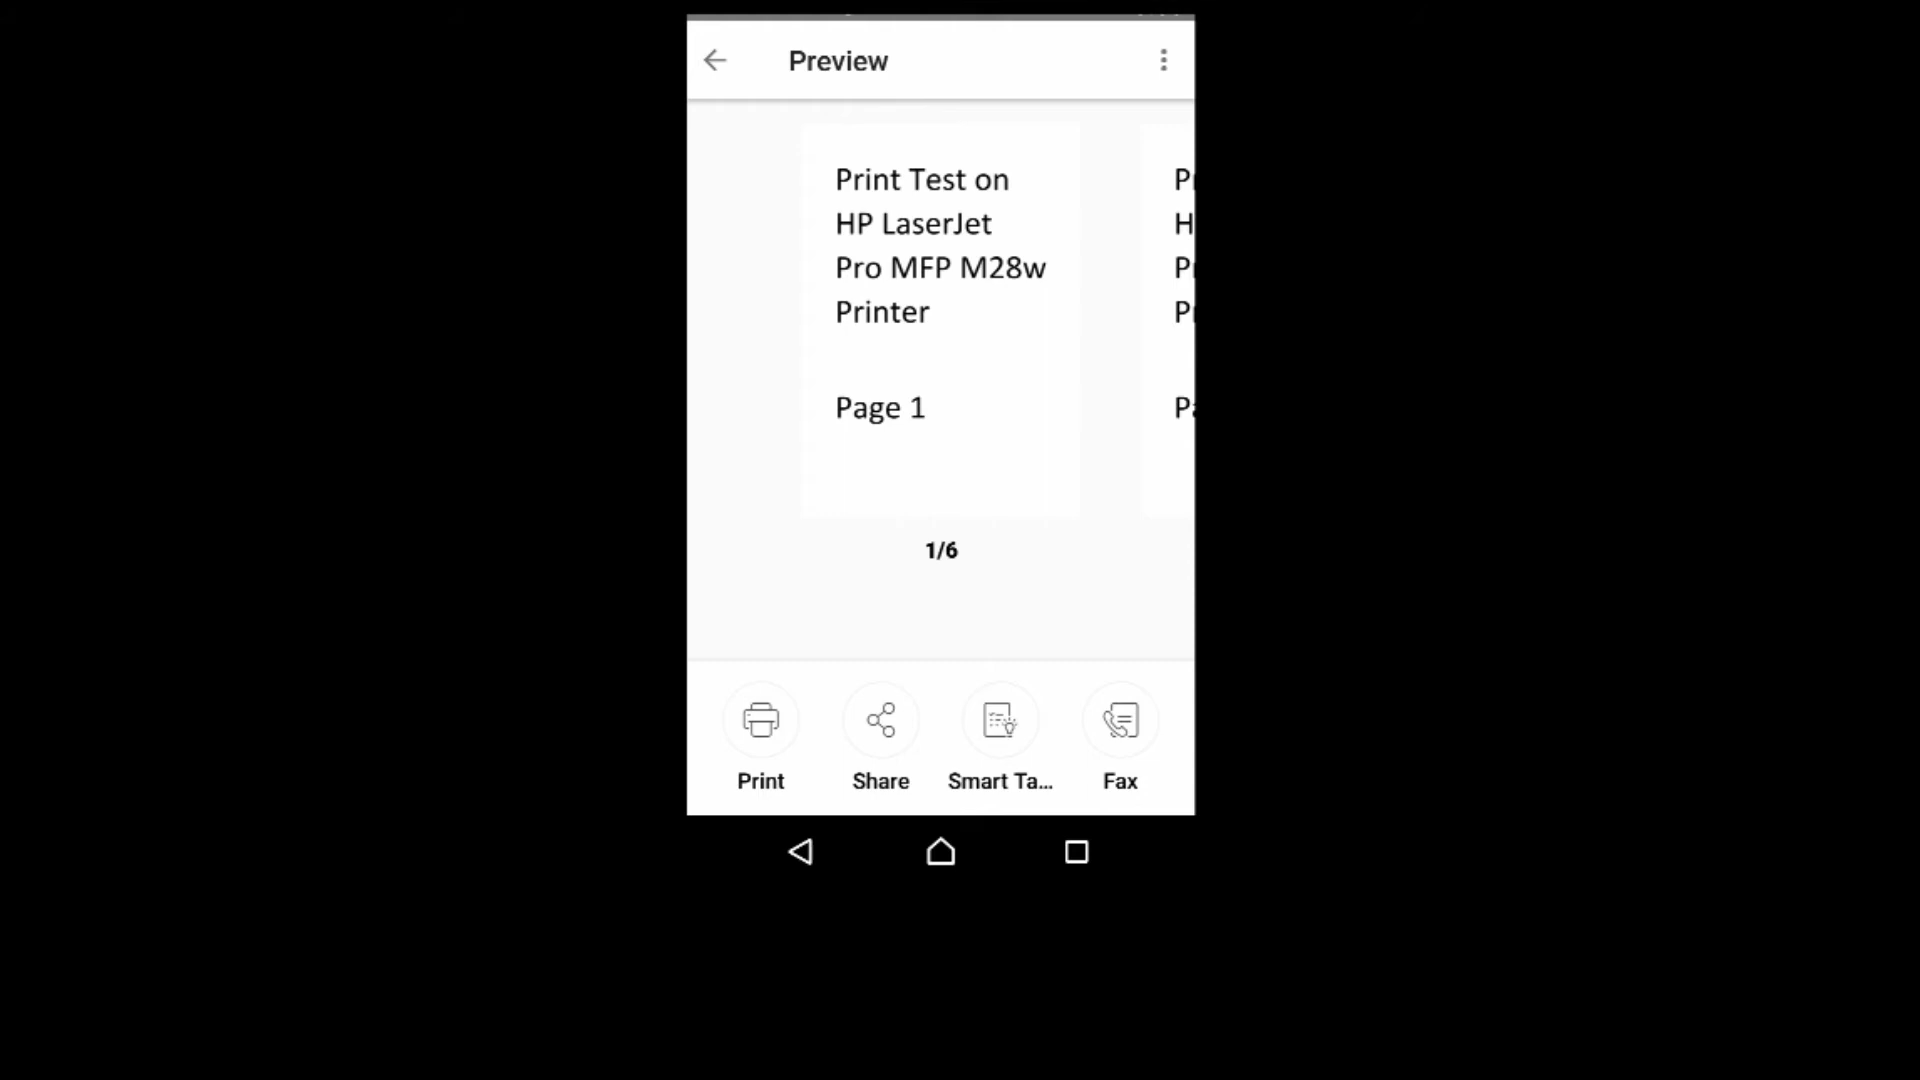 Preview
Print Test on
HP LaserJet
Pro MFP M28w
Printer
Page 1
1/6
Print
Share
Smart Ta...
Fax